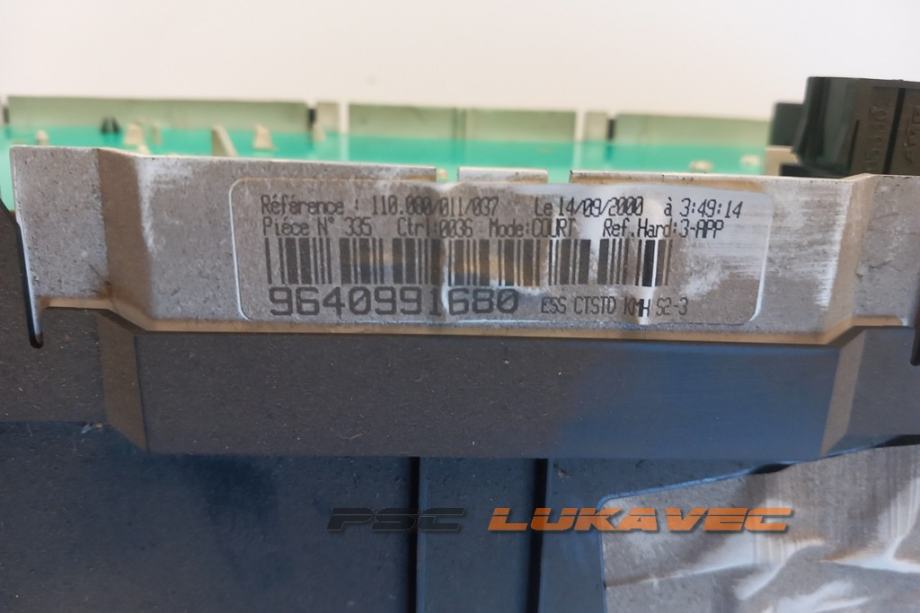 Référence : 110.080/011/037 Le 14/09/2000 à 3:49:14
Pièce N° 335 Ctrl:0036 Mode:COURT Ref.Hard:3-APP
9640991680 ESS CTSTD KMH S2-3
PSC LUKAVEC